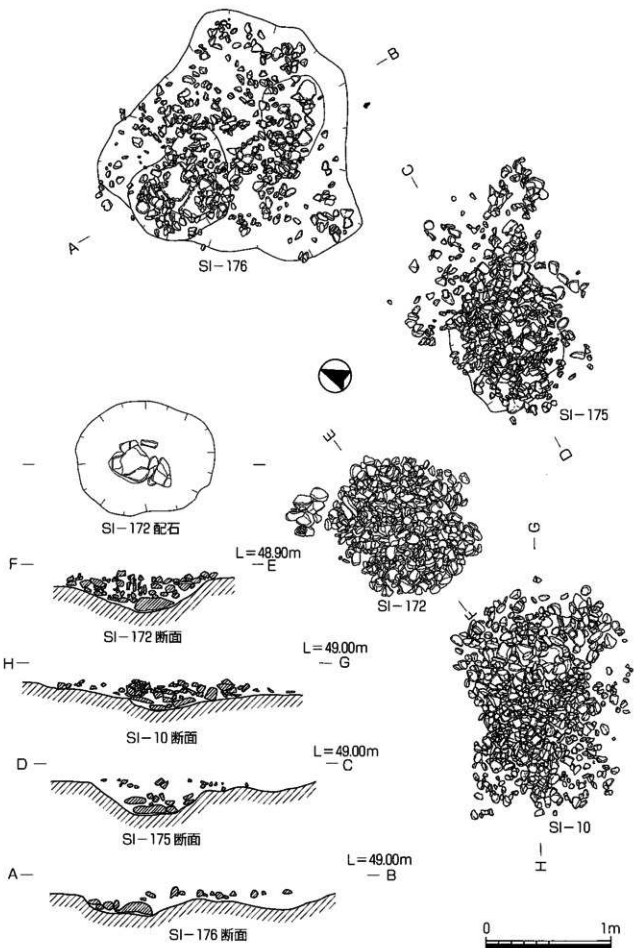 B
A
SI-176
C
SI-175
D
E
SI-172 配石
L=48.90m
F
E
SI-172 断面
SI-172
F
G
L=49.00m
H
G
SI-10 断面
L=49.00m
D
C
SI-175 断面
SI-10
H
L=49.00m
A
B
SI-176 断面
0 1m